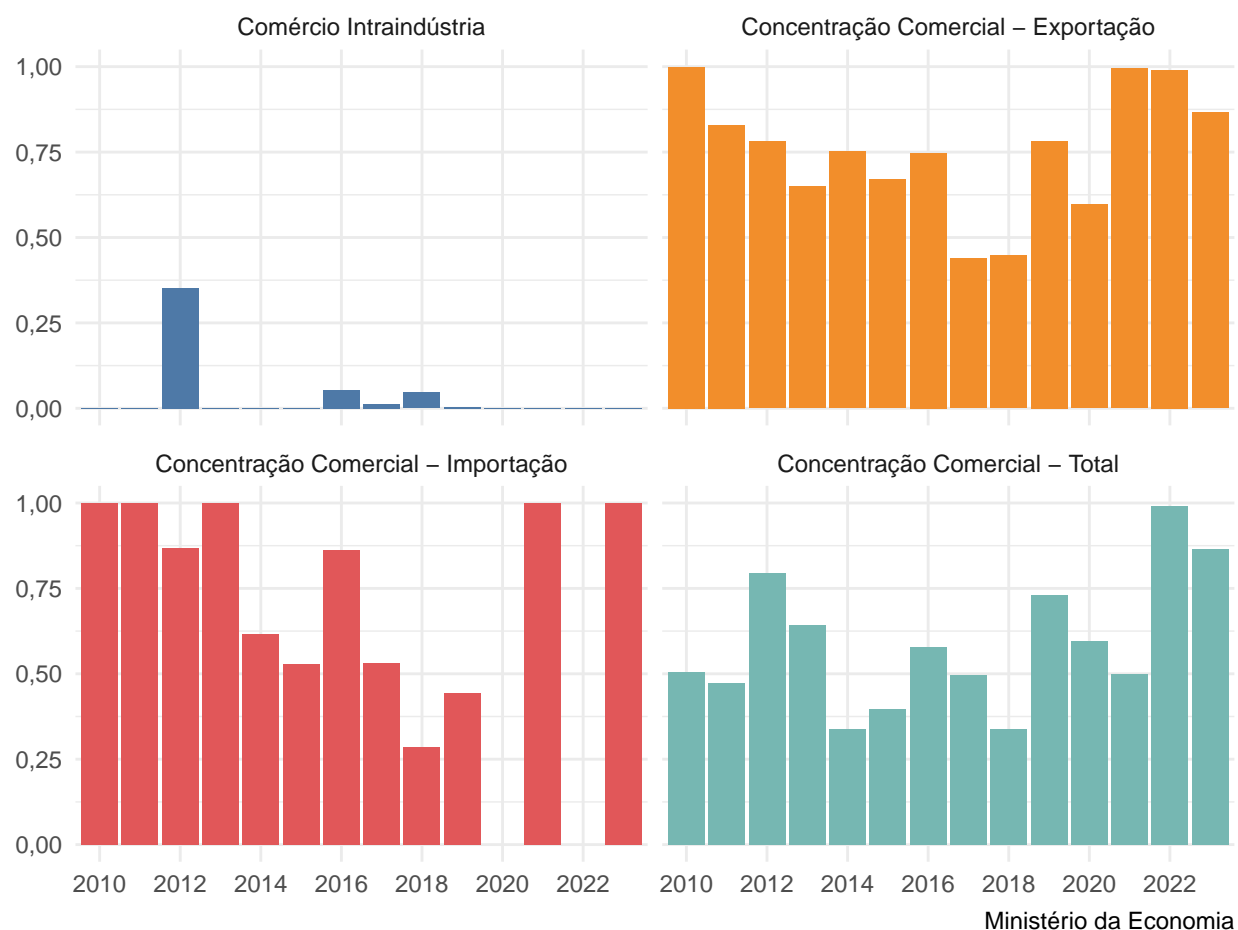 Comércio Intraindústria
Concentração Comercial – Exportação
1,00
0,75
0,50
0,25
0,00
Concentração Comercial – Importação
Concentração Comercial – Total
1,00
0,75
0,50
0,25
0,00
2010 2012 2014 2016 2018 2020 2022
2010 2012 2014 2016 2018 2020 2022
Ministério da Economia